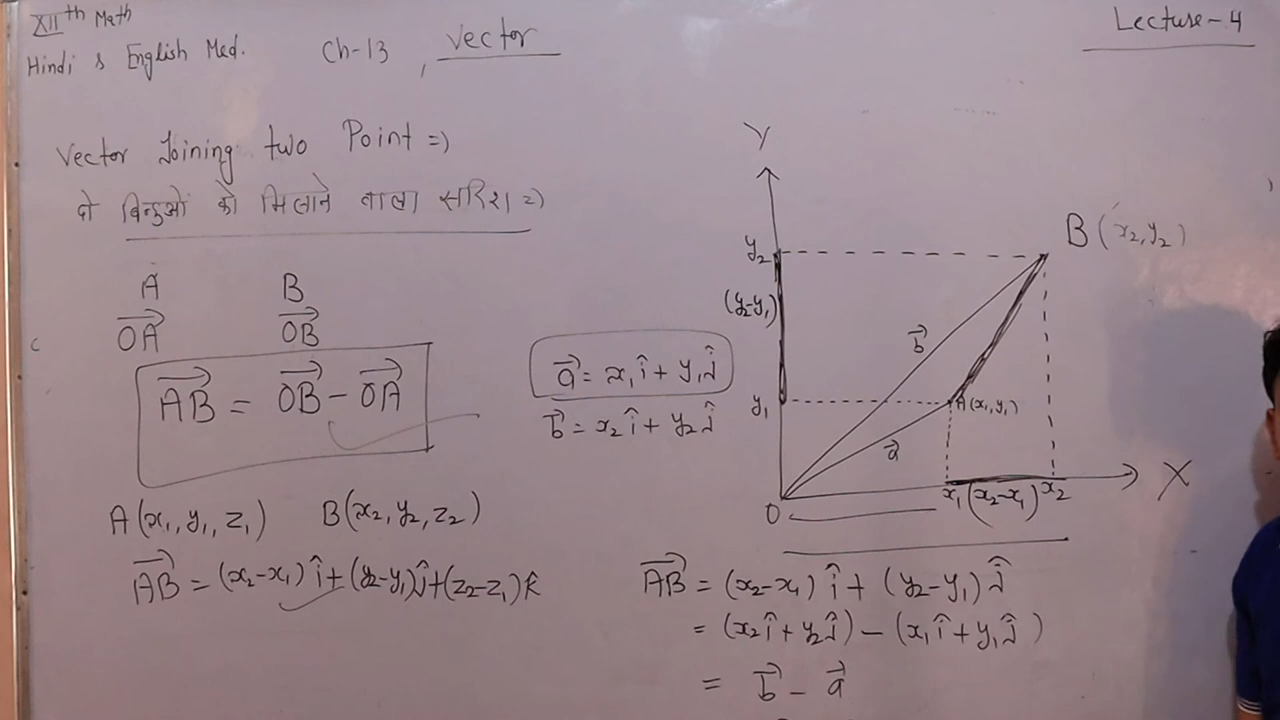 XIIth Math
Hindi & English Med.
Ch-13, Vector
Lecture-4
Vector Joining two Point ⇒
दो बिन्दुओं को मिलाने वाला सदिश ⇒
A B
OA⃗ OB⃗
AB⃗ = OB⃗ - OA⃗
a⃗ = x₁î + y₁ĵ
b⃗ = x₂î + y₂ĵ
A(x₁, y₁, z₁) B(x₂, y₂, z₂)
AB⃗ = (x₂-x₁)î + (y₂-y₁)ĵ + (z₂-z₁)k̂
Y
B(x₂, y₂)
y₂
(y₂-y₁)
b⃗
y₁
A(x₁, y₁)
a⃗
O
x₁ (x₂-x₁) x₂
X
AB⃗ = (x₂-x₁)î + (y₂-y₁)ĵ
= (x₂î + y₂ĵ) - (x₁î + y₁ĵ)
= b⃗ - a⃗